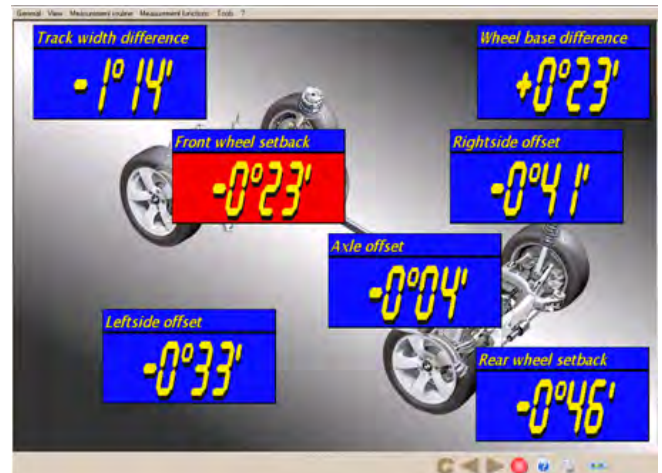 General View Measurement routine Measurement functions Tools ?
Track width difference
-1°14'
Wheel base difference
+0°23'
Front wheel setback
-0°23'
Rightside offset
-0°41'
Axle offset
-0°04'
Leftside offset
-0°33'
Rear wheel setback
-0°46'